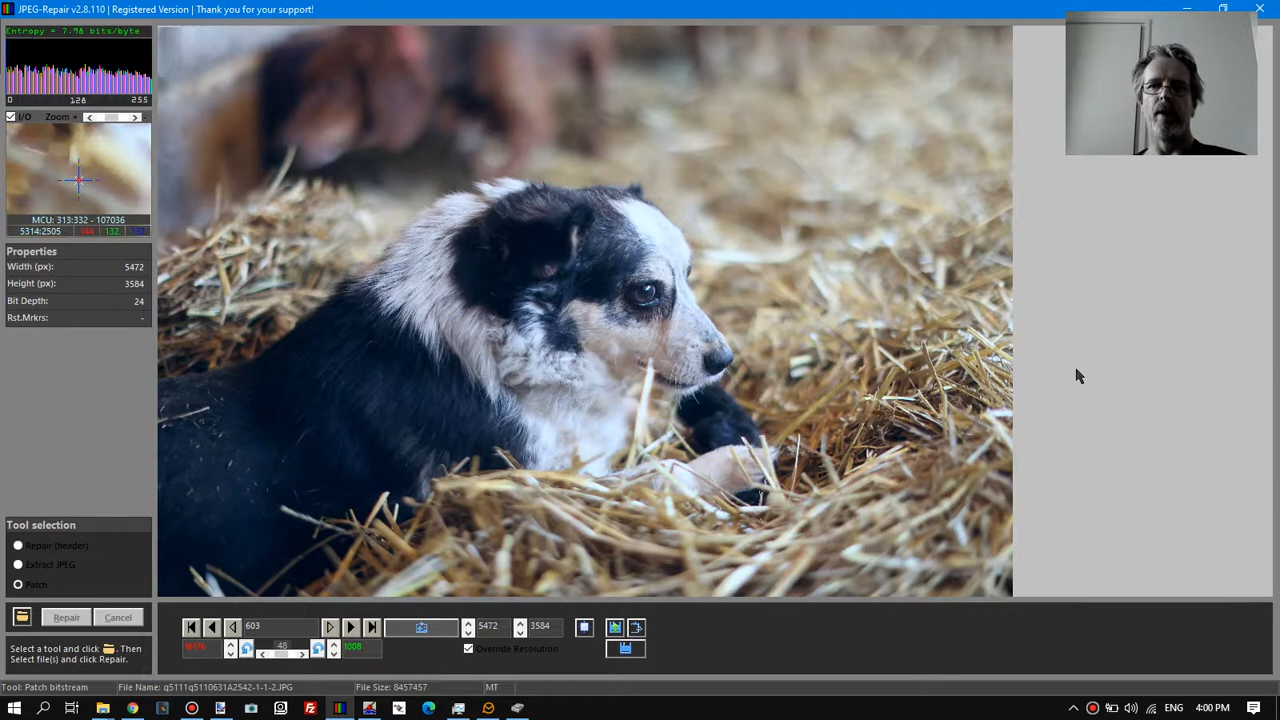 JPEG-Repair v2.8.110 | Registered Version | Thank you for your support!
Entropy = 7.98 bits/byte
0 128 255
I/O Zoom + -
MCU: 313:332 - 107036
5314:2505 144 132
Properties
Width (px): 5472
Height (px): 3584
Bit Depth: 24
Rst.Mrkrs: -
Tool selection
Repair (header)
Extract JPEG
Patch
Repair Cancel
603 5472 3584
48 1008
Override Resolution
Select a tool and click . Then
Select file(s) and click Repair.
Tool: Patch bitstream File Name: q5111q5110631A2542-1-1-2.JPG File Size: 8457457 MT
ENG 4:00 PM